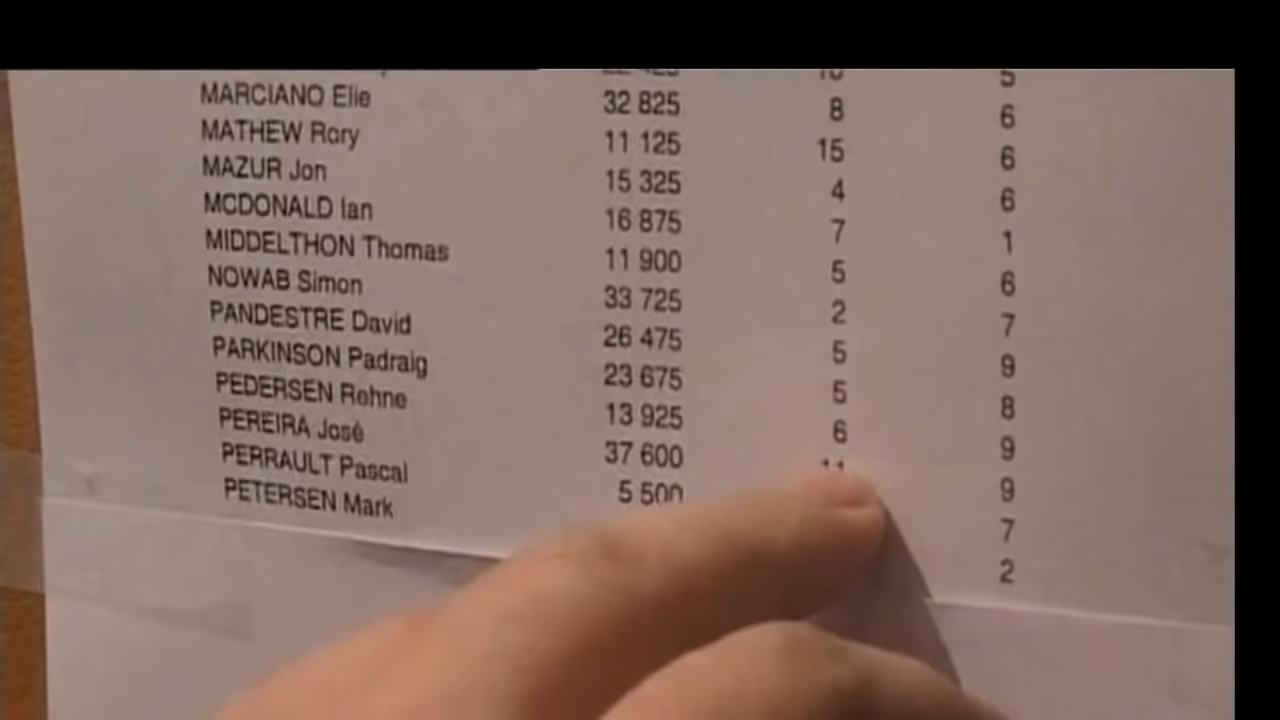 5
MARCIANO Elie 32 825 8 6
MATHEW Rory 11 125 15 6
MAZUR Jon 15 325 4 6
MCDONALD Ian 16 875 7 1
MIDDELTHON Thomas 11 900 5 6
NOWAB Simon 33 725 2 7
PANDESTRE David 26 475 5 9
PARKINSON Padraig 23 675 5 8
PEDERSEN Rehne 13 925 6 9
PEREIRA José 37 600 9
PERRAULT Pascal 5 500 7
PETERSEN Mark 2